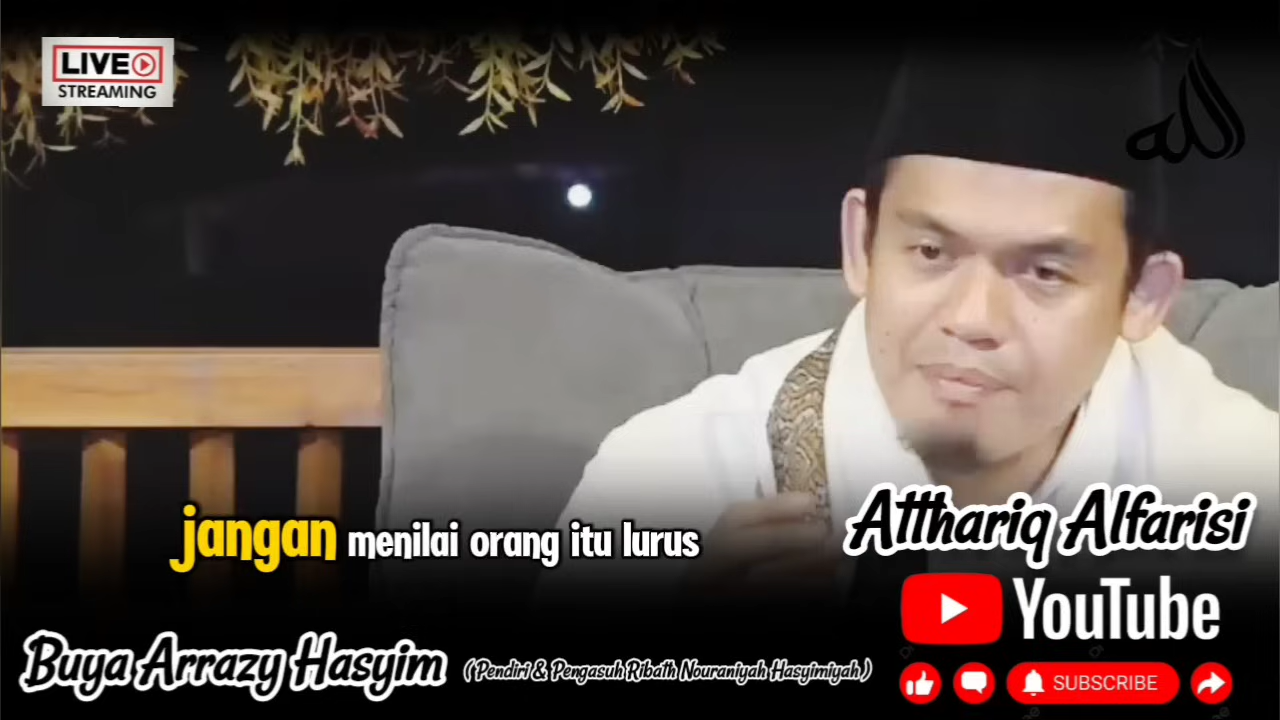 LIVE
STREAMING
الله
jangan menilai orang itu lurus
Atthariq Alfarisi
YouTube
Buya Arrazy Hasyim (Pendiri & Pengasuh Ribath Nouraniyah Hasyimiyah)
SUBSCRIBE